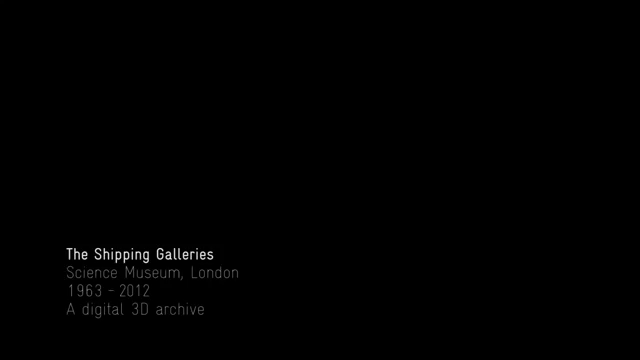 The Shipping Galleries
Science Museum, London
1963 – 2012
A digital 3D archive